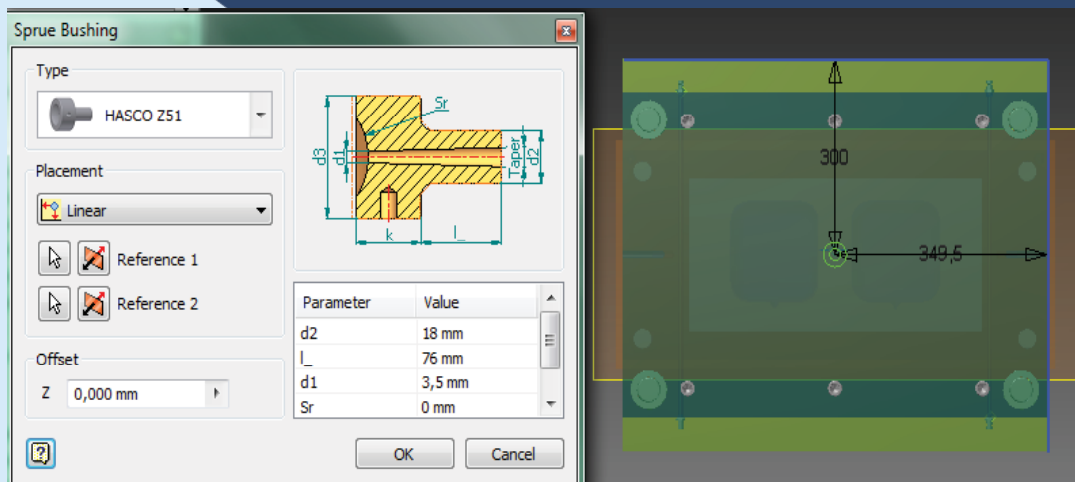 Sprue Bushing
Type
HASCO Z51
Placement
Linear
Reference 1
Reference 2
Offset
Z 0,000 mm
Sr
d3
d1
Taper
d2
k
l_
Parameter Value
d2 18 mm
l_ 76 mm
d1 3,5 mm
Sr 0 mm
OK Cancel
300
349,5